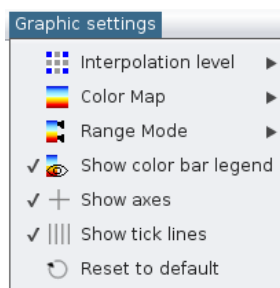 Graphic settings
Interpolation level
Color Map
Range Mode
Show color bar legend
Show axes
Show tick lines
Reset to default